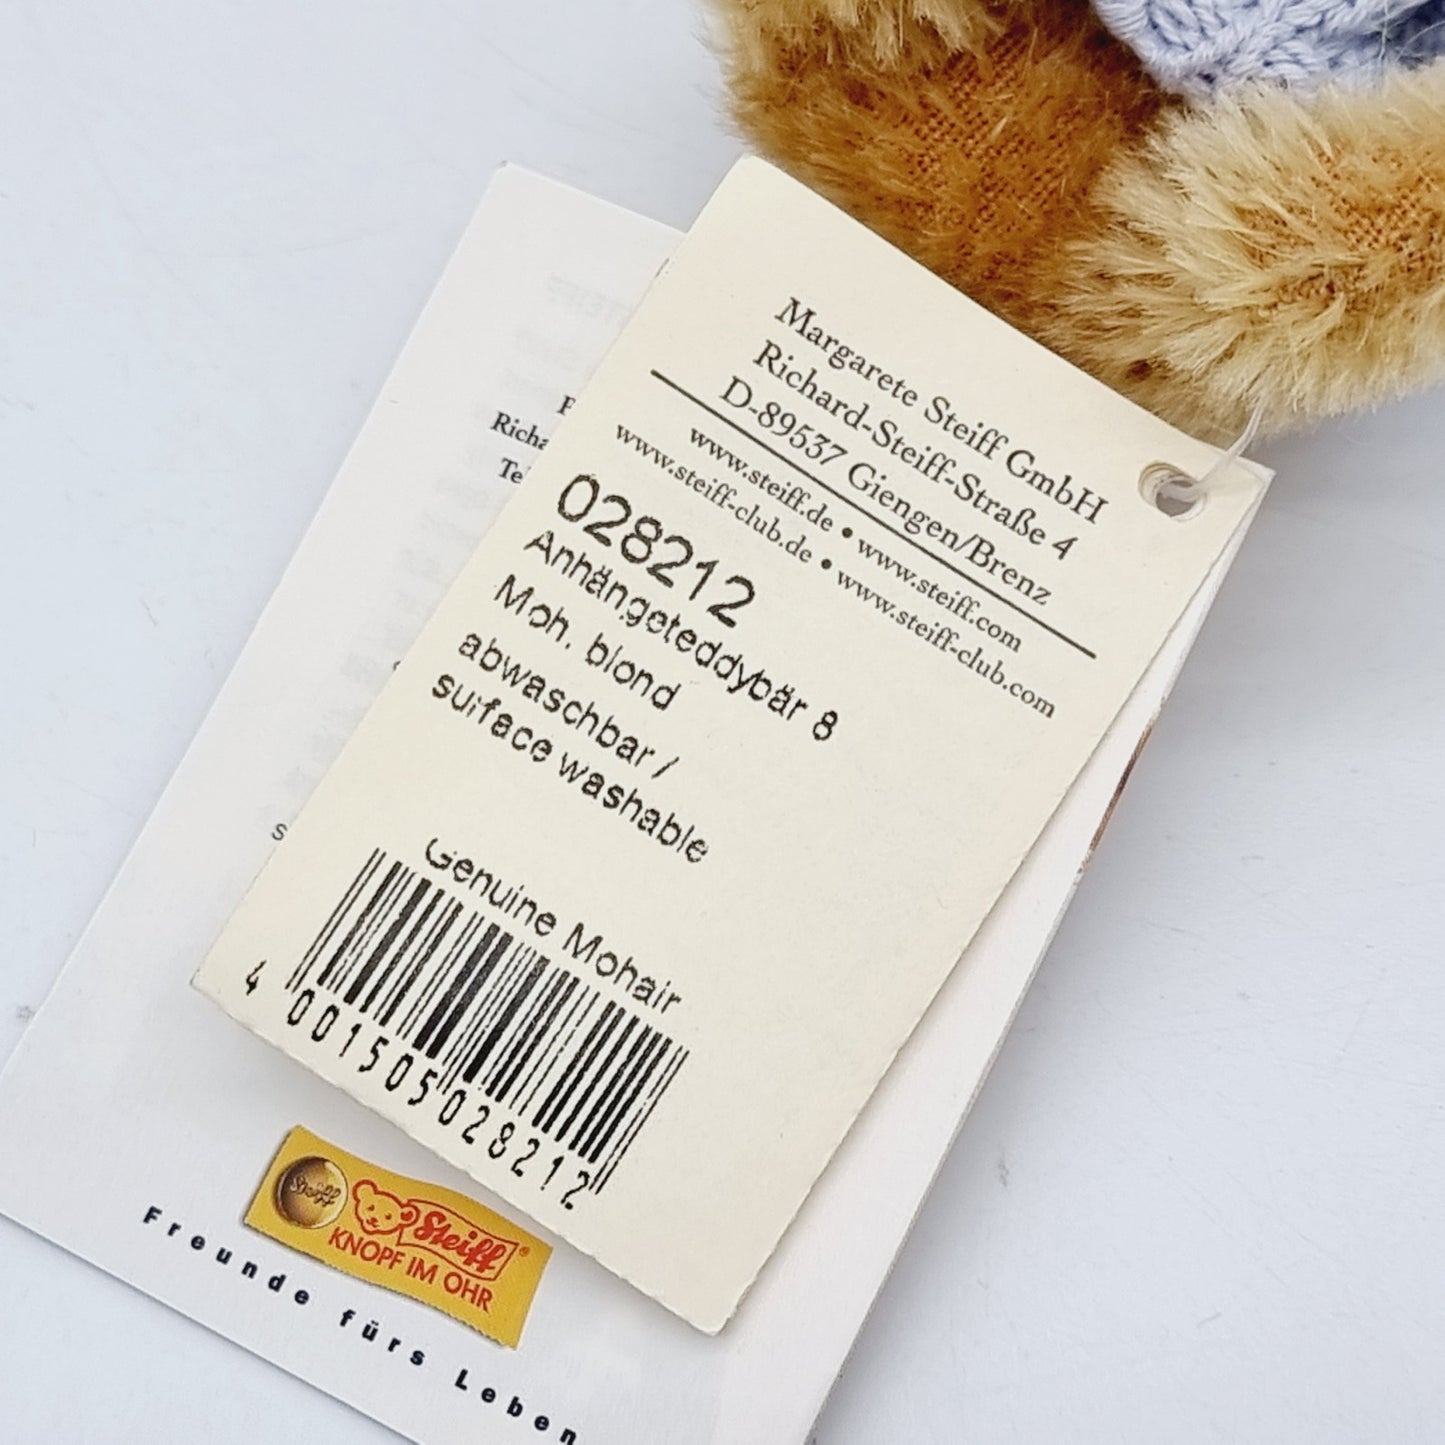 Margarete Steiff GmbH
Richard-Steiff-Straße 4
D-89537 Giengen/Brenz
www.steiff.de • www.steiff.com
www.steiff-club.de • www.steiff-club.com
028212
Anhängeteddybär 8
Moh. blond
abwaschbar /
surface washable
Genuine Mohair
4 001505 028212
Steiff
Steiff®
KNOPF IM OHR
Freunde fürs Leben